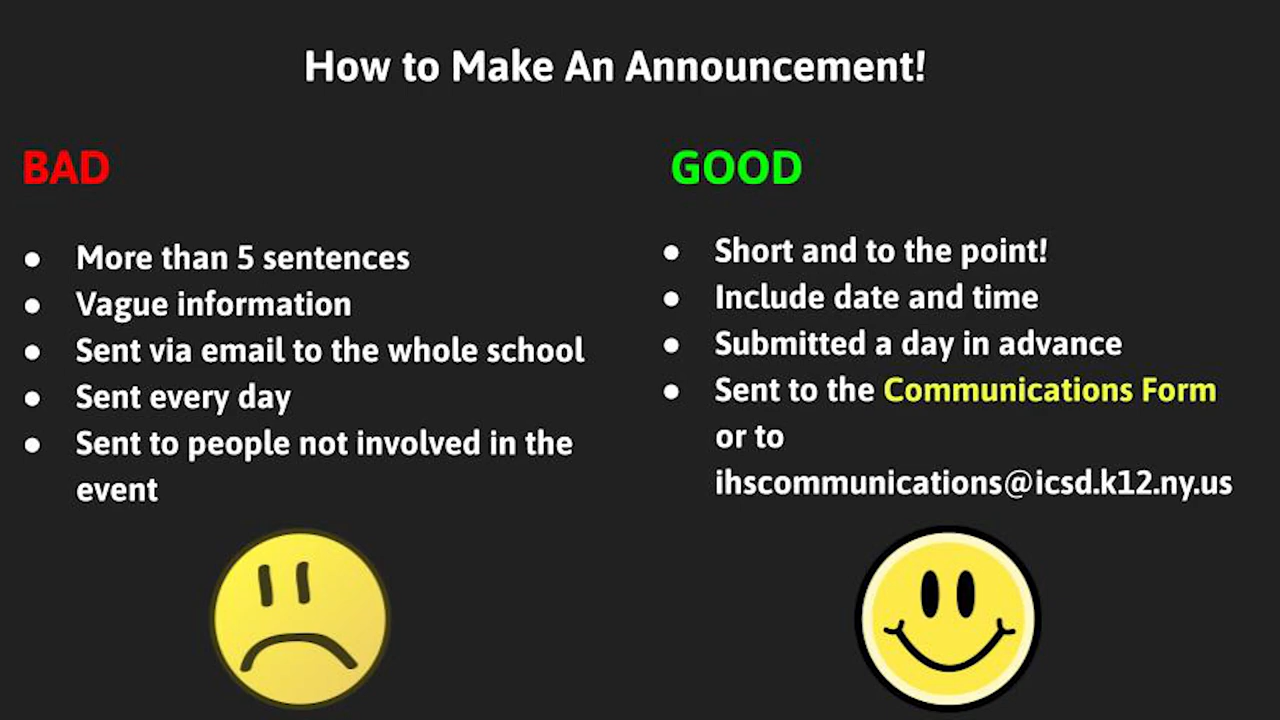 How to Make An Announcement!
BAD
● More than 5 sentences
● Vague information
● Sent via email to the whole school
● Sent every day
● Sent to people not involved in the
event
GOOD
● Short and to the point!
● Include date and time
● Submitted a day in advance
● Sent to the Communications Form
or to
ihscommunications@icsd.k12.ny.us